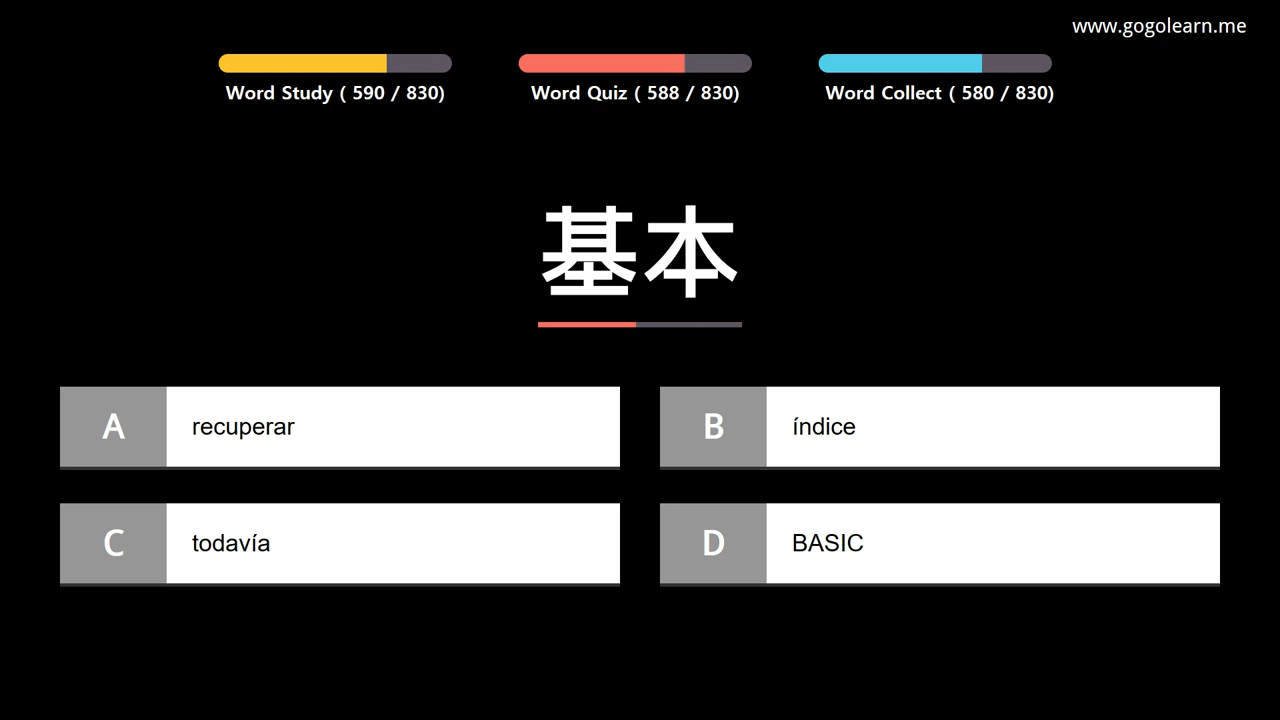 www.gogolearn.me
Word Study ( 590 / 830)
Word Quiz ( 588 / 830)
Word Collect ( 580 / 830)
基本
A recuperar
B índice
C todavía
D BASIC